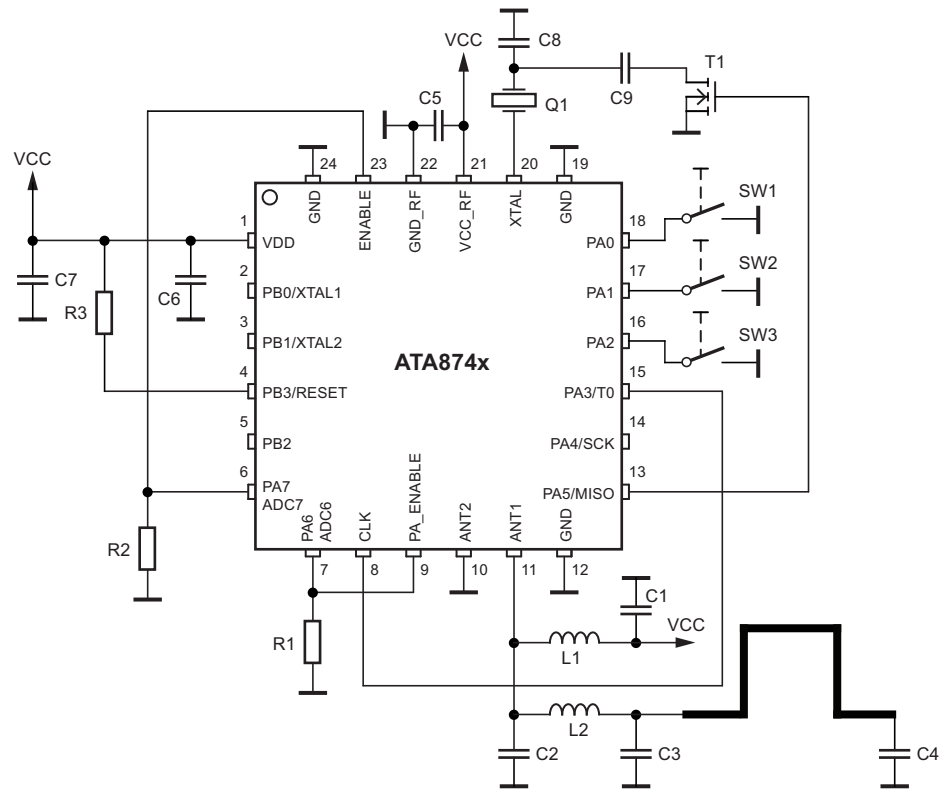 C8
VCC
T1
C5
C9
Q1
24
23
22
21
20
19
VCC
GND
ENABLE
GND_RF
VCC_RF
XTAL
GND
1
VDD
18
PA0
SW1
C7
R3
C6
2
PB0/XTAL1
17
PA1
SW2
3
PB1/XTAL2
16
PA2
SW3
ATA874x
4
PB3/RESET
15
PA3/T0
5
PB2
14
PA4/SCK
6
PA7
ADC7
13
PA5/MISO
PA6
ADC6
CLK
PA_ENABLE
ANT2
ANT1
GND
R2
7
8
9
10
11
12
R1
C1
VCC
L1
L2
C2
C3
C4